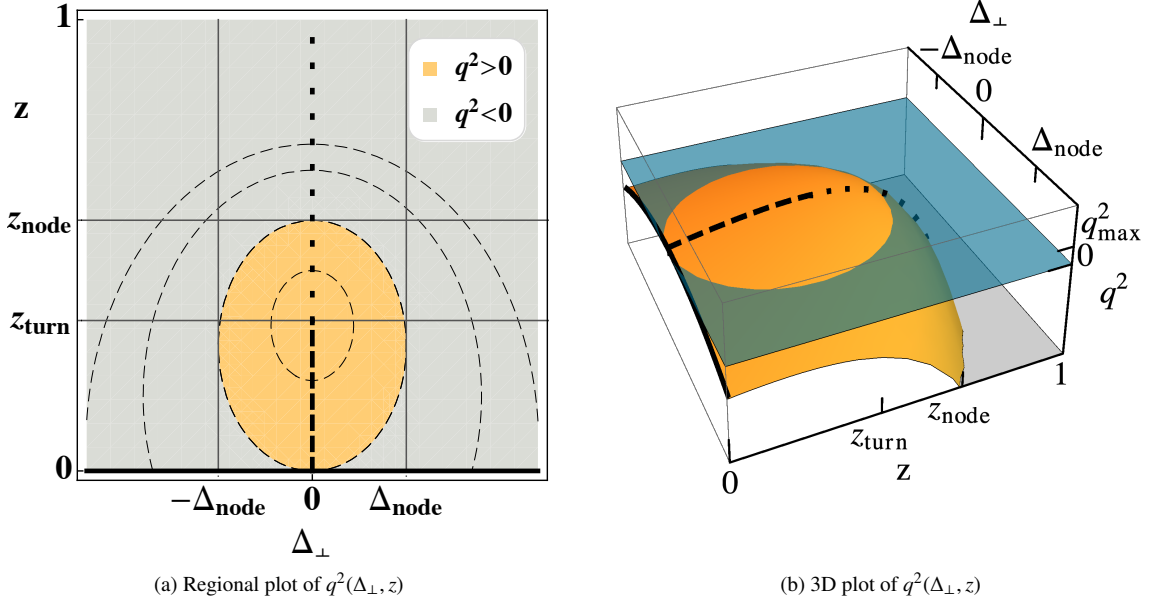 1
z
z_node
z_turn
0
q²>0
q²<0
−Δ_node
0
Δ_node
Δ_⊥
(a) Regional plot of q²(Δ_⊥, z)
Δ_⊥
−Δ_node
0
Δ_node
q²_max
0
q²
1
z_node
z_turn
z
0
(b) 3D plot of q²(Δ_⊥, z)